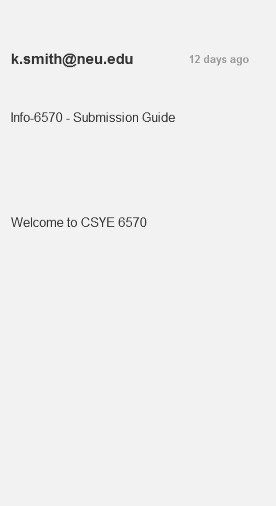 k.smith@neu.edu 12 days ago
Info-6570 - Submission Guide
Welcome to CSYE 6570